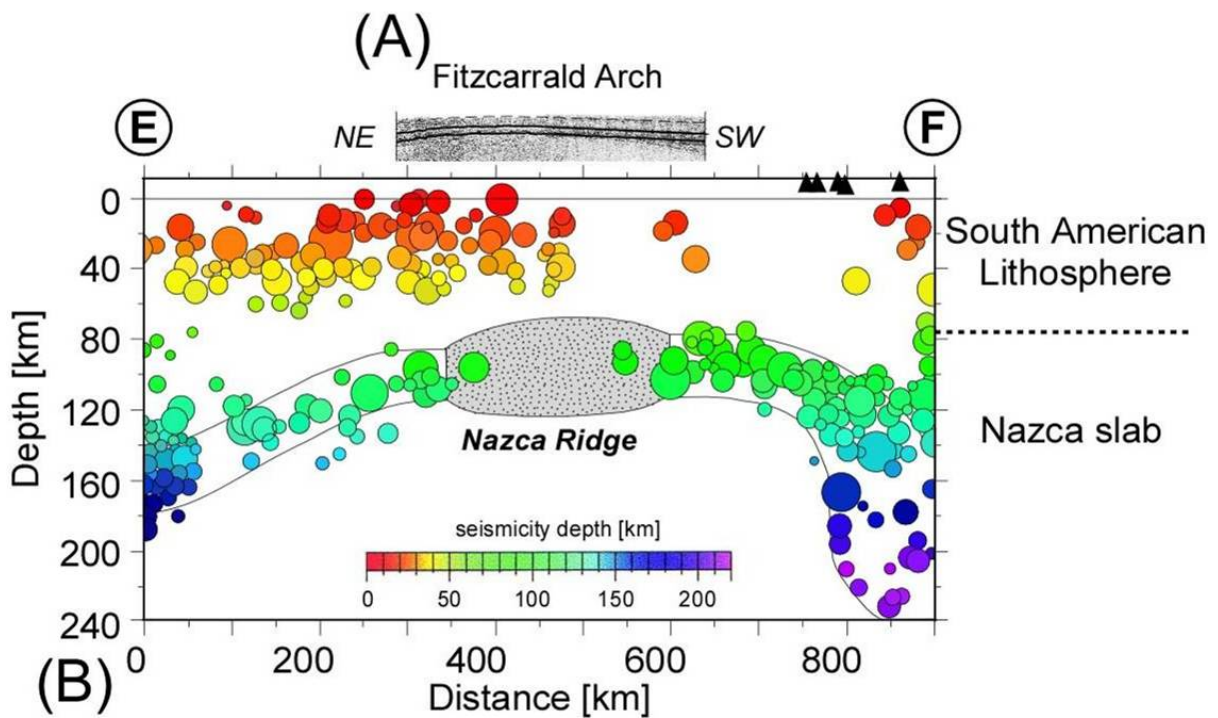 (A)
Fitzcarrald Arch
E
NE
SW
F
0
40
80
120
160
200
240
Depth [km]
South American
Lithosphere
Nazca Ridge
Nazca slab
seismicity depth [km]
0 50 100 150 200
0 200 400 600 800
Distance [km]
(B)